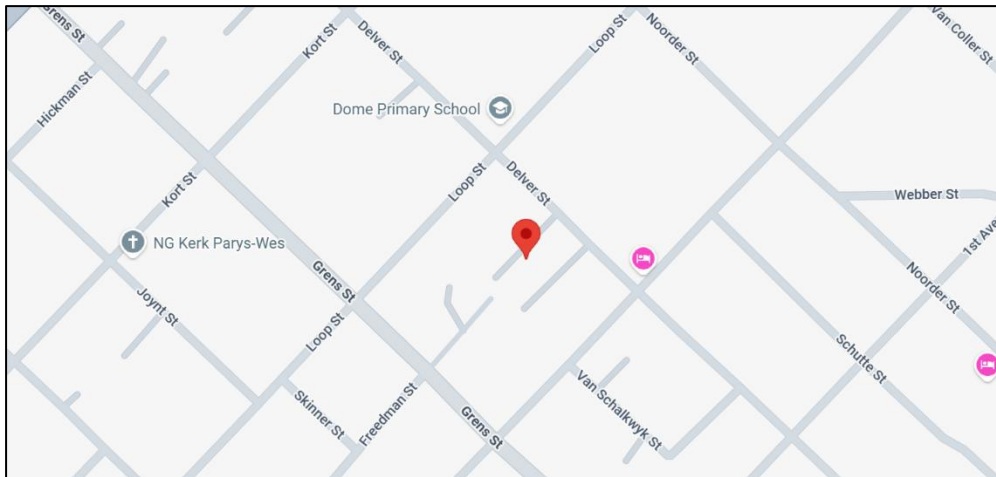 Grens St
Kort St
Delver St
Loop St
Noorder St
Van Coller St
Hickman St
Dome Primary School
Kort St
Loop St
Delver St
Webber St
NG Kerk Parys-Wes
1st Ave
Grens St
Noorder St
Joynt St
Loop St
Schutte St
Skinner St
Freedman St
Grens St
Van Schalkwyk St